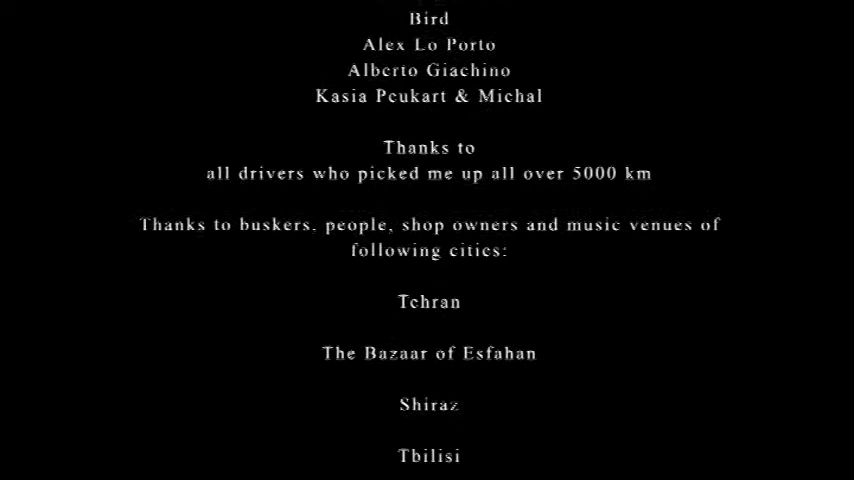 Bird
Alex Lo Porto
Alberto Giachino
Kasia Peukart & Michal
Thanks to
all drivers who picked me up all over 5000 km
Thanks to buskers, people, shop owners and music venues of
following cities:
Tehran
The Bazaar of Esfahan
Shiraz
Tbilisi